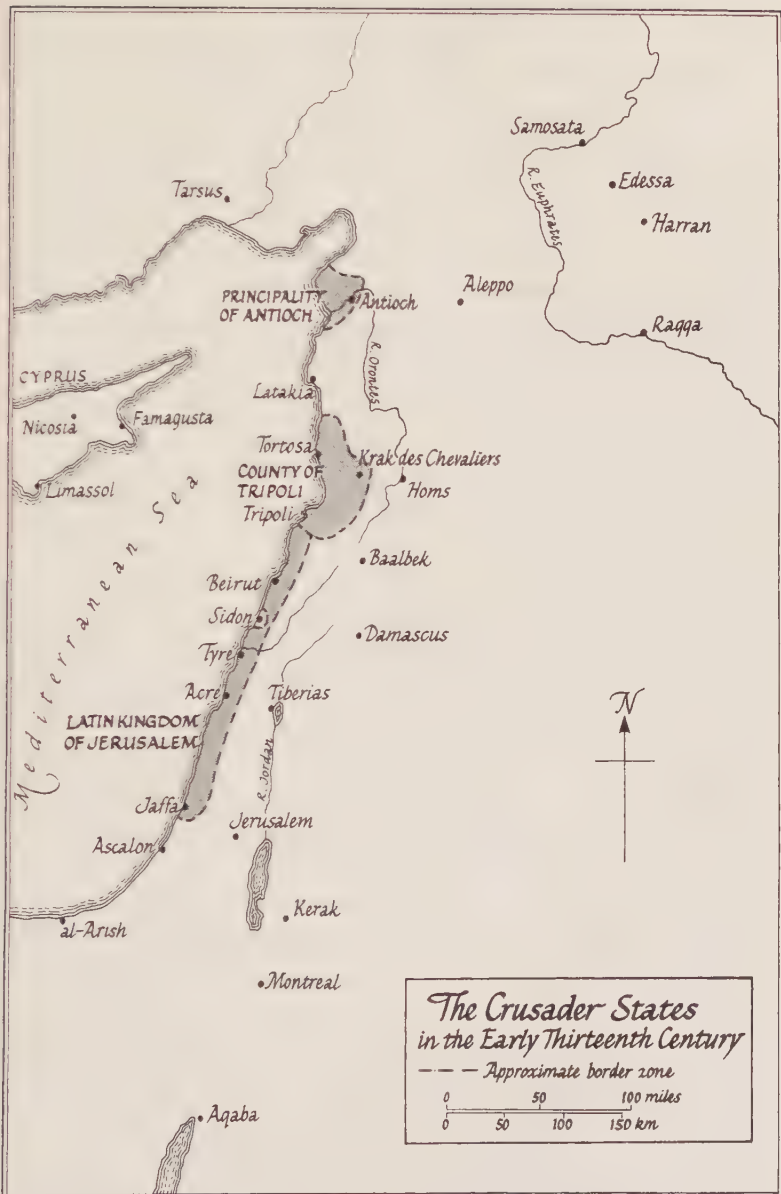 Samosata
R. Euphrates
Edessa
Tarsus
Harran
PRINCIPALITY
OF ANTIOCH
Antioch
Aleppo
Raqqa
R. Orontes
CYPRUS
Latakia
Nicosia
Famagusta
Tortosa
Krak des Chevaliers
COUNTY OF
TRIPOLI
Limassol
Homs
Tripoli
Mediterranean Sea
Baalbek
Beirut
Sidon
Damascus
Tyre
Acre
Tiberias
N
LATIN KINGDOM
OF JERUSALEM
R. Jordan
Jaffa
Jerusalem
Ascalon
Kerak
al-Arish
Montreal
The Crusader States
in the Early Thirteenth Century
Approximate border zone
0 50 100 miles
0 50 100 150 km
Aqaba